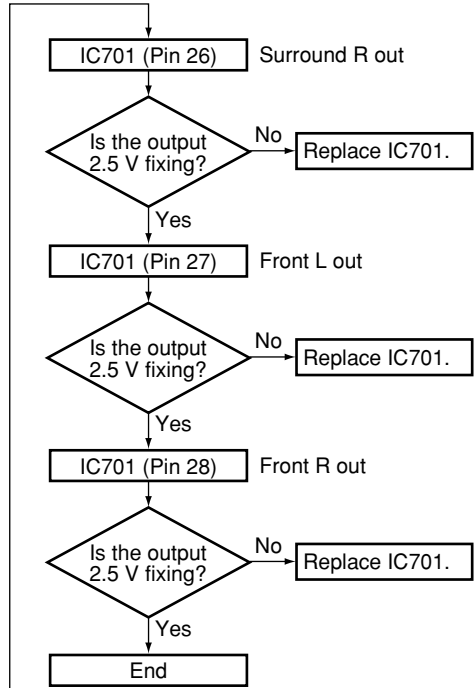 IC701 (Pin 26) Surround R out
Is the output
2.5 V fixing?
No
Replace IC701.
Yes
IC701 (Pin 27) Front L out
Is the output
2.5 V fixing?
No
Replace IC701.
Yes
IC701 (Pin 28) Front R out
Is the output
2.5 V fixing?
No
Replace IC701.
Yes
End